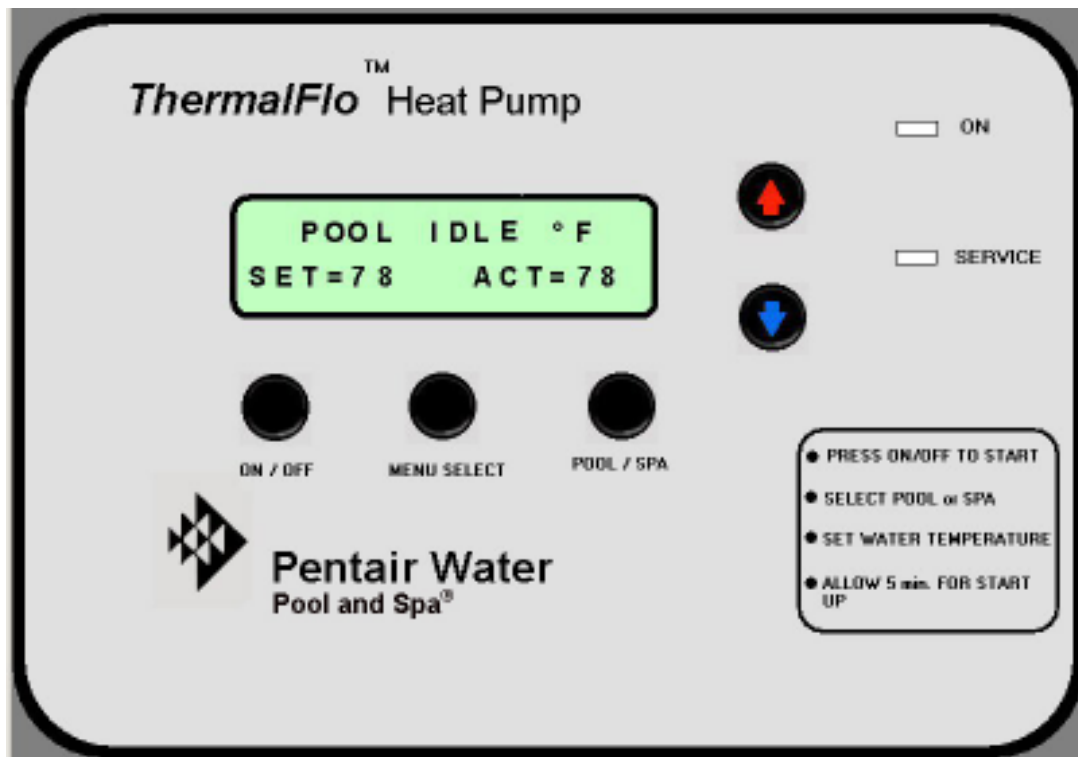 ThermalFlo™ Heat Pump
ON
POOL IDLE °F
SET=78 ACT=78
SERVICE
ON / OFF
MENU SELECT
POOL / SPA
PRESS ON/OFF TO START
SELECT POOL or SPA
SET WATER TEMPERATURE
ALLOW 5 min. FOR START
UP
Pentair Water
Pool and Spa®